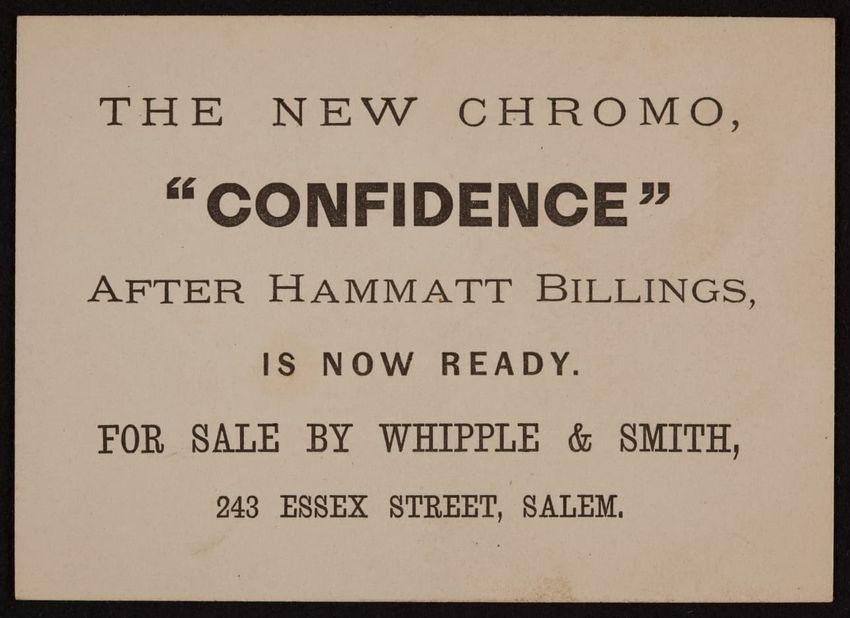 THE NEW CHROMO,
“CONFIDENCE”
AFTER HAMMATT BILLINGS,
IS NOW READY.
FOR SALE BY WHIPPLE & SMITH,
243 ESSEX STREET, SALEM.